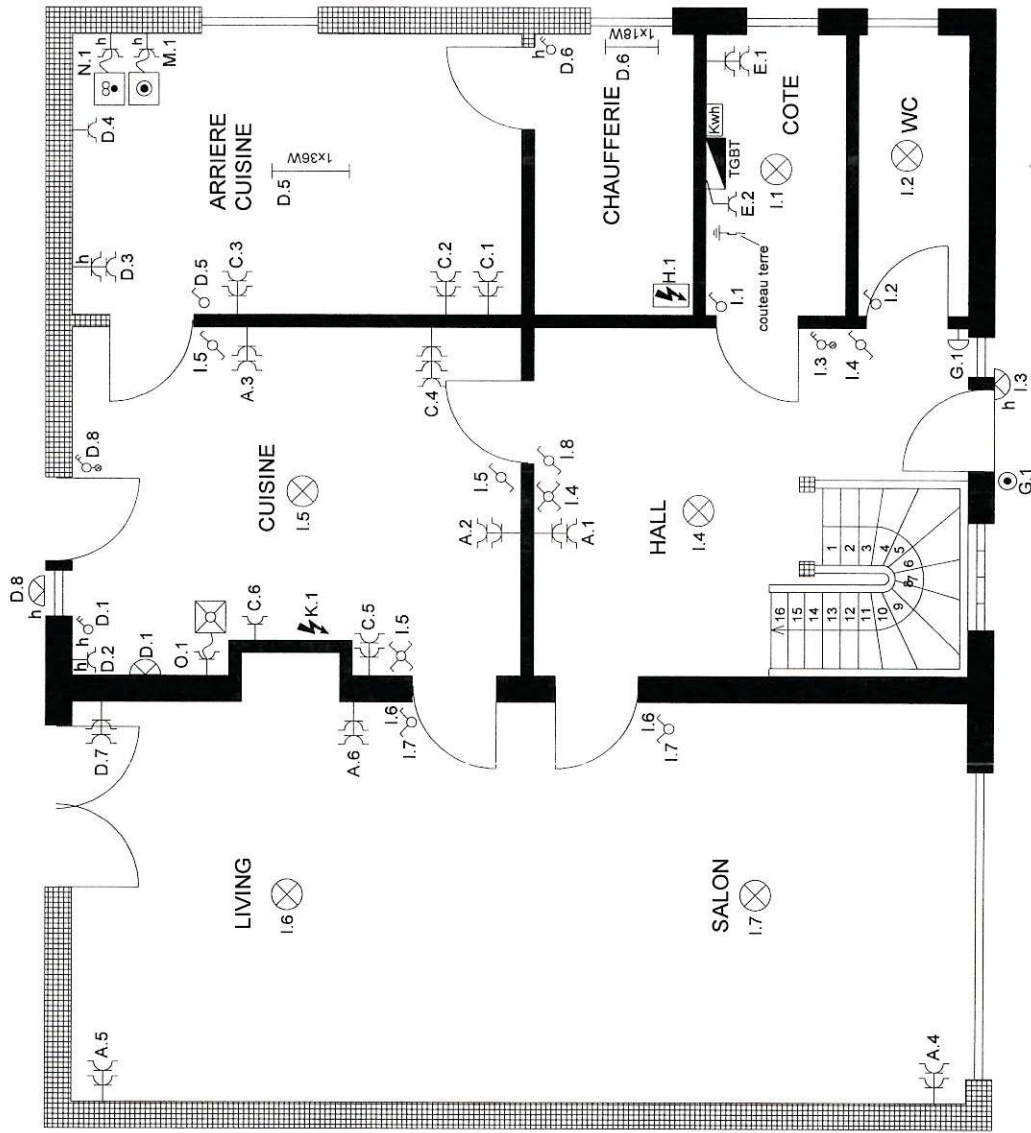 N.1
h
M.1
h
D.4
ARRIERE
CUISINE
1x36W
D.5
h
D.3
D.5
C.3
C.2
C.1
h
D.6
1x18W
D.6
CHAUFFERIE
H.1
E.1
Kwh
TGBT
E.2
COTE
I.1
couteau terre
I.1
WC
I.2
I.2
I.3
I.4
G.1
h
I.3
G.1
D.8
D.8
h
I.5
A.3
C.4
CUISINE
I.5
I.5
I.8
I.4
A.2
A.1
HALL
I.4
1
2
3
4
5
6
7
8
9
10
11
12
13
14
15
16
D.1
h
h
D.2
D.1
O.1
C.6
K.1
C.5
I.5
D.7
A.6
I.6
I.7
I.6
I.7
LIVING
I.6
SALON
I.7
A.5
A.4